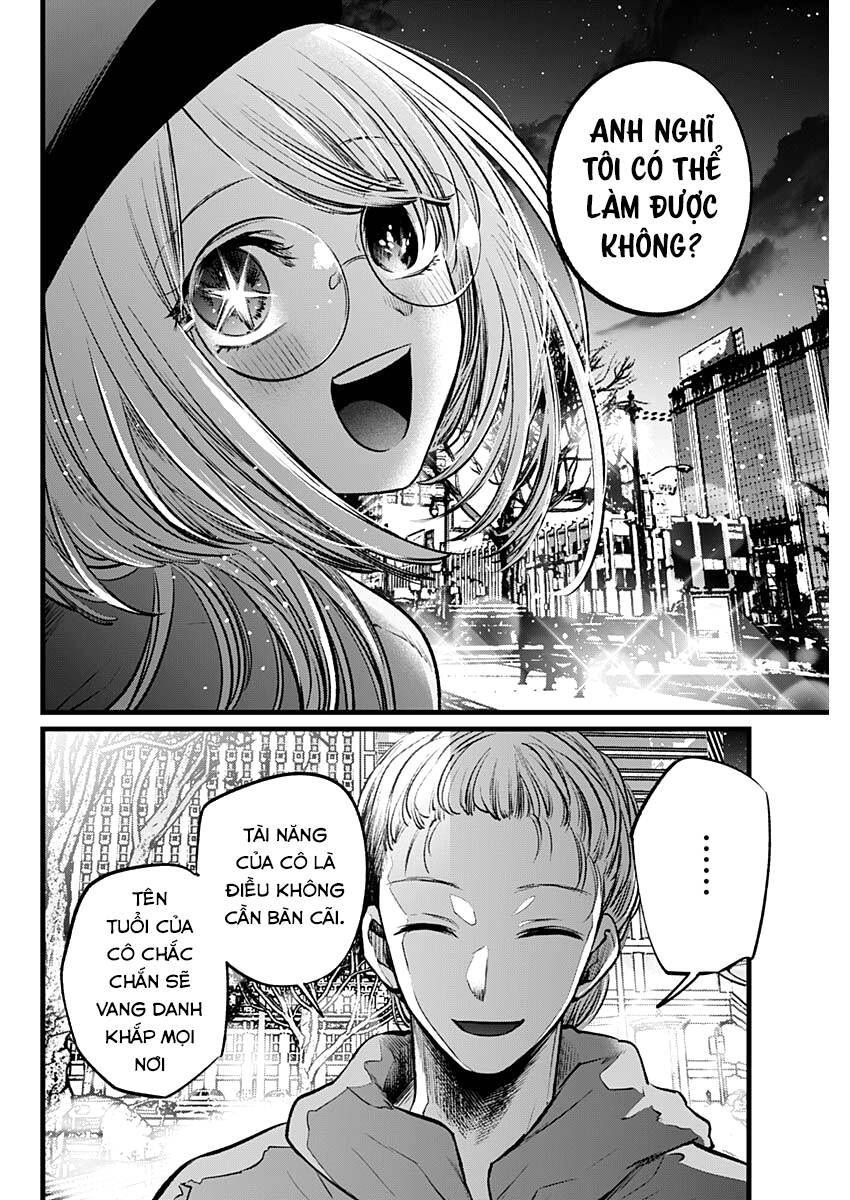 ANH NGHĨ
TÔI CÓ THỂ
LÀM ĐƯỢC
KHÔNG?
......
TÀI NĂNG
CỦA CÔ LÀ
ĐIỀU KHÔNG
CẦN BÀN CÃI.
TÊN
TUỔI CỦA
CÔ CHẮC
CHẮN SẼ
VANG DANH
KHẮP MỌI
NƠI